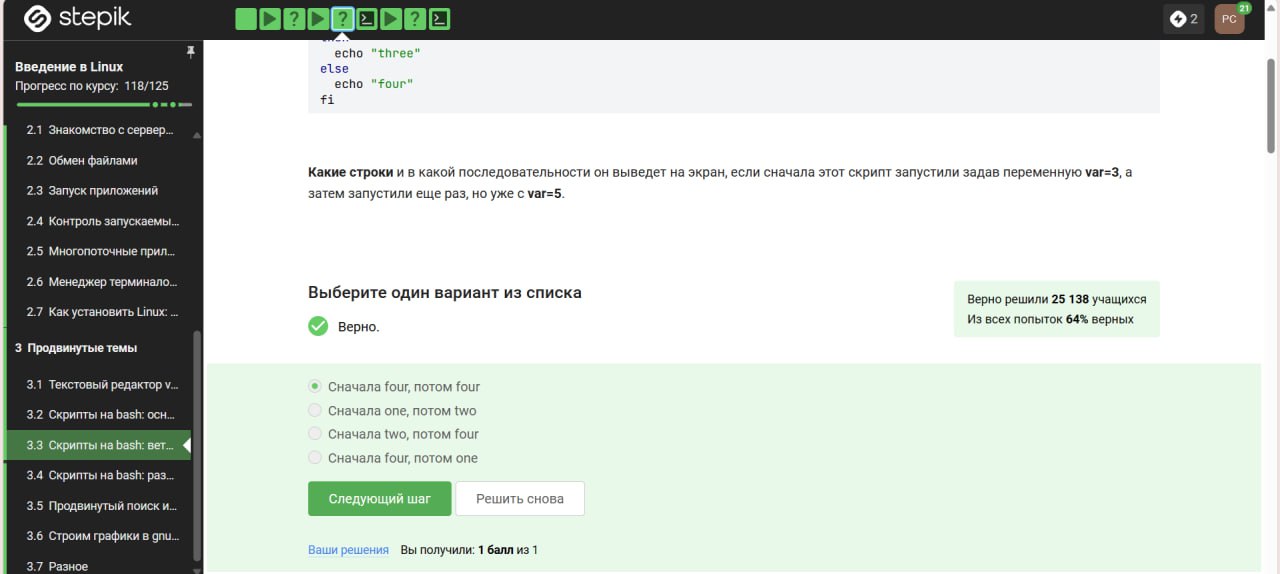 stepik
2
РС
21
Введение в Linux
Прогресс по курсу: 118/125
2.1 Знакомство с сервер...
2.2 Обмен файлами
2.3 Запуск приложений
2.4 Контроль запускаемы...
2.5 Многопоточные прил...
2.6 Менеджер терминало...
2.7 Как установить Linux: ...
3 Продвинутые темы
3.1 Текстовый редактор v...
3.2 Скрипты на bash: осн...
3.3 Скрипты на bash: вет...
3.4 Скрипты на bash: раз...
3.5 Продвинутый поиск и...
3.6 Строим графики в gnu...
3.7 Разное
echo "three"
else
echo "four"
fi
Какие строки и в какой последовательности он выведет на экран, если сначала этот скрипт запустили задав переменную var=3, а
затем запустили еще раз, но уже с var=5.
Выберите один вариант из списка
Верно.
Верно решили 25 138 учащихся
Из всех попыток 64% верных
Сначала four, потом four
Сначала one, потом two
Сначала two, потом four
Сначала four, потом one
Следующий шаг
Решить снова
Ваши решения Вы получили: 1 балл из 1